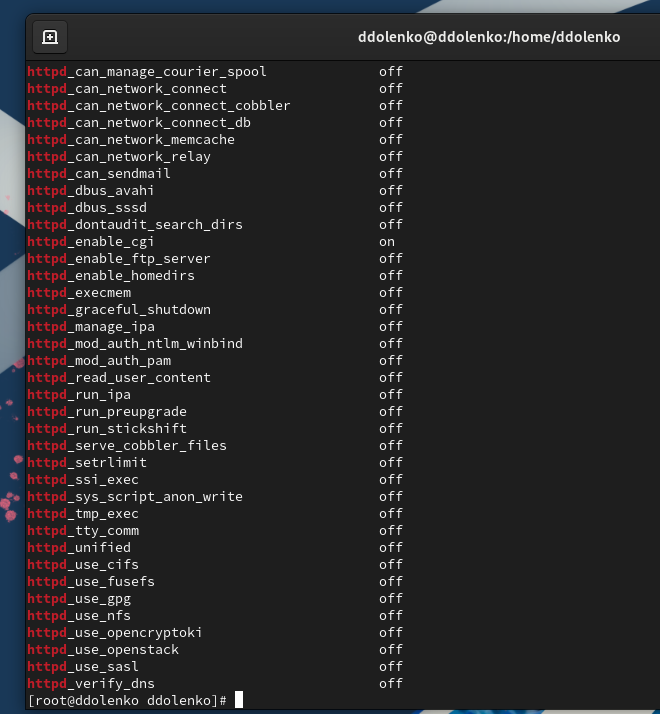 ddolenko@ddolenko:/home/ddolenko
httpd_can_manage_courier_spool off
httpd_can_network_connect off
httpd_can_network_connect_cobbler off
httpd_can_network_connect_db off
httpd_can_network_memcache off
httpd_can_network_relay off
httpd_can_sendmail off
httpd_dbus_avahi off
httpd_dbus_sssd off
httpd_dontaudit_search_dirs off
httpd_enable_cgi on
httpd_enable_ftp_server off
httpd_enable_homedirs off
httpd_execmem off
httpd_graceful_shutdown off
httpd_manage_ipa off
httpd_mod_auth_ntlm_winbind off
httpd_mod_auth_pam off
httpd_read_user_content off
httpd_run_ipa off
httpd_run_preupgrade off
httpd_run_stickshift off
httpd_serve_cobbler_files off
httpd_setrlimit off
httpd_ssi_exec off
httpd_sys_script_anon_write off
httpd_tmp_exec off
httpd_tty_comm off
httpd_unified off
httpd_use_cifs off
httpd_use_fusefs off
httpd_use_gpg off
httpd_use_nfs off
httpd_use_opencryptoki off
httpd_use_openstack off
httpd_use_sasl off
httpd_verify_dns off
[root@ddolenko ddolenko]#